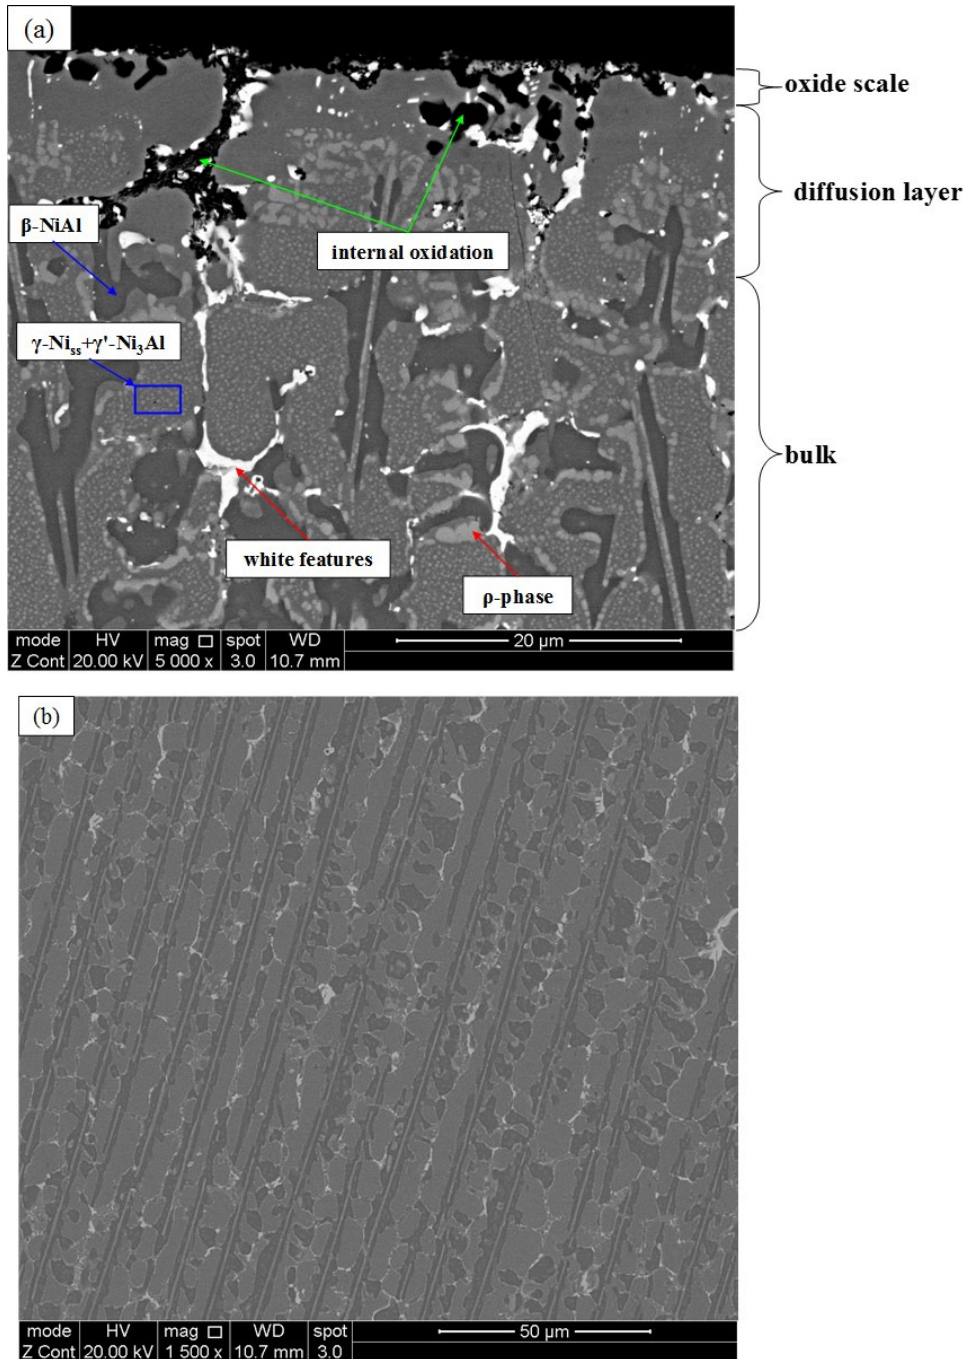 (a)
oxide scale
diffusion layer
β-NiAl
internal oxidation
γ-Niss+γ'-Ni3Al
bulk
white features
ρ-phase
mode HV mag □ spot WD 20 µm
Z Cont 20.00 kV 5 000 x 3.0 10.7 mm
(b)
mode HV mag □ WD spot 50 µm
Z Cont 20.00 kV 1 500 x 10.7 mm 3.0